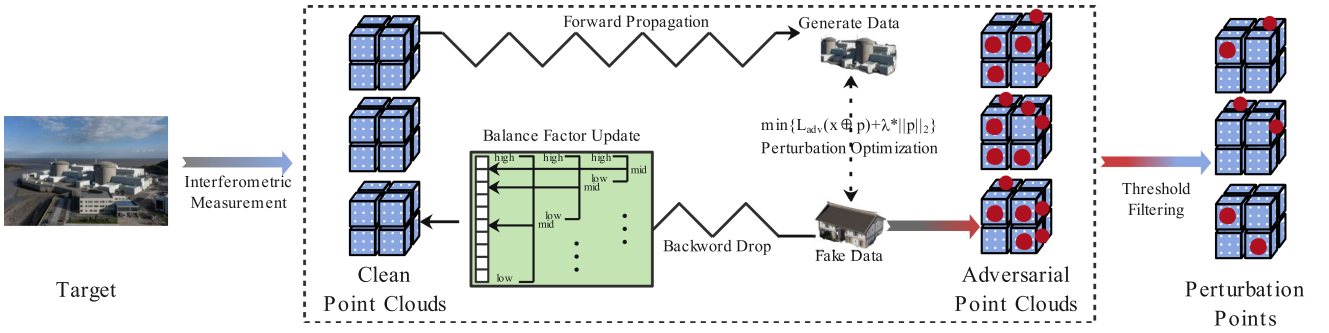 Target
Interferometric
Measurement
Clean
Point Clouds
Forward Propagation
Generate Data
min{L_adv(x⊕p)+λ*||p||_2}
Perturbation Optimization
Balance Factor Update
high high high
mid
low
mid
low
mid
low
Backword Drop
Fake Data
Adversarial
Point Clouds
Threshold
Filtering
Perturbation
Points